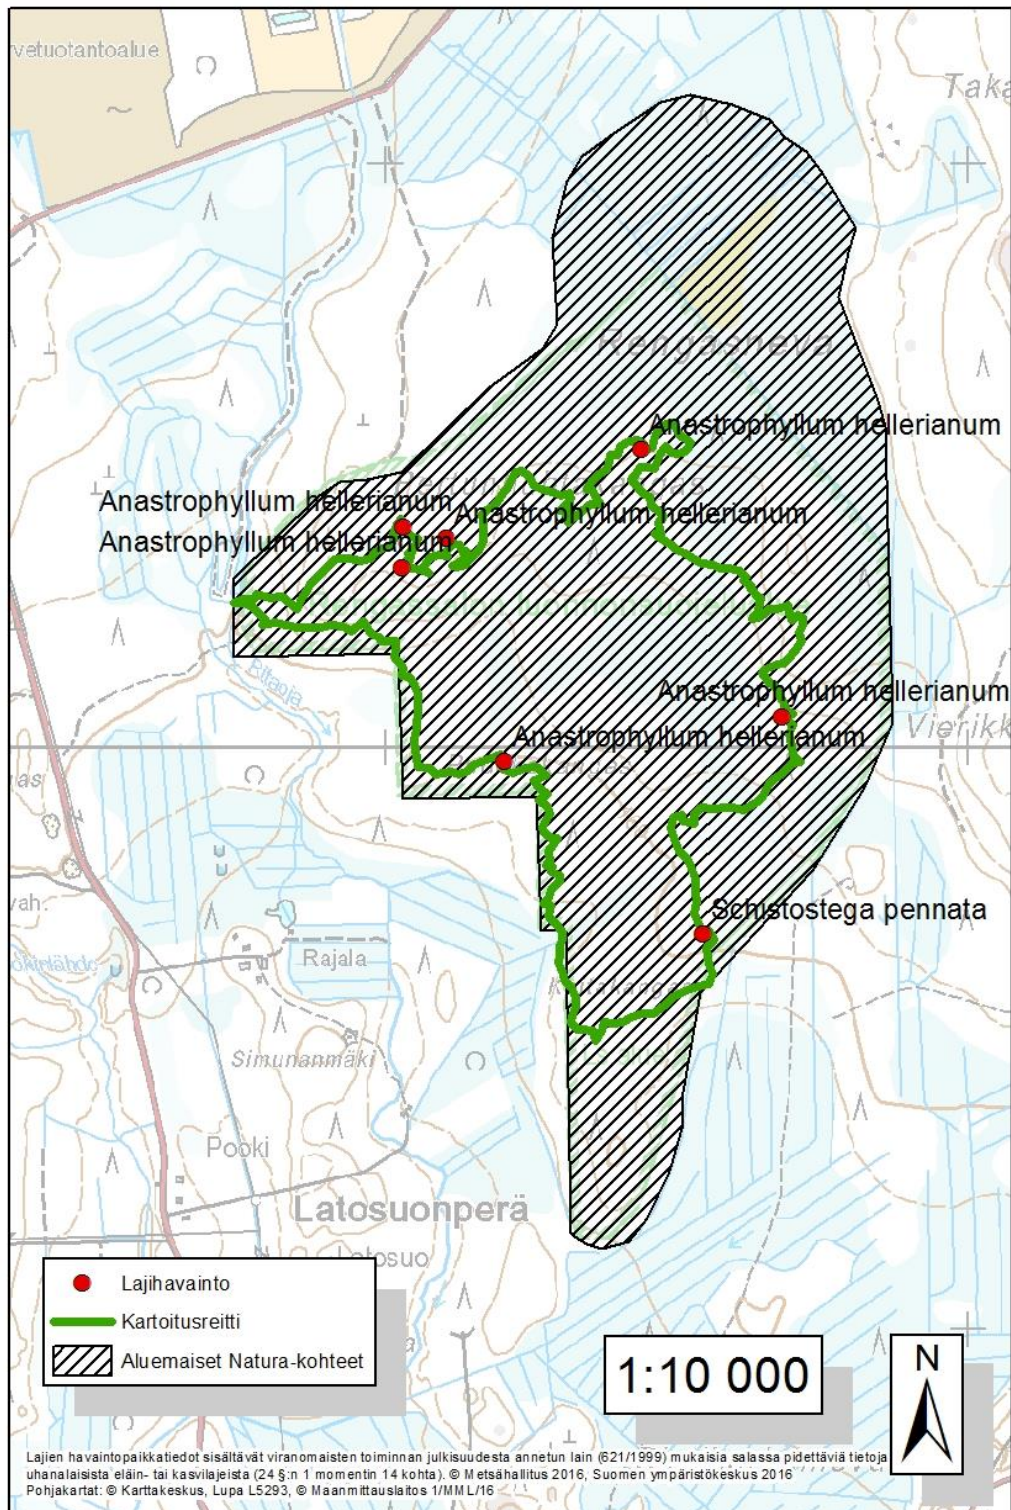 vetuotantoalue
Taka
Rengasneva
Anastrophyllum hellerianum
Anastrophyllum hellerianum
Anastrophyllum hellerianum
Anastrophyllum hellerianum
Ritaoja
Anastrophyllum hellerianum
Vierikk
Anastrophyllum hellerianum
as
Schistostega pennata
vah.
Rajala
Simunanmäki
Pooki
Latosuonperä
Latosuo
Lajihavainto
Kartoitusreitti
Aluemaiset Natura-kohteet
1:10 000
N
Lajien havaintopaikkatiedot sisältävät viranomaisten toiminnan julkisuudesta annetun lain (621/1999) mukaisia salassa pidettäviä tietoja
uhanalaisista eläin- tai kasvilajeista (24 §:n 1 momentin 14 kohta). © Metsähallitus 2016, Suomen ympäristökeskus 2016
Pohjakartat: © Karttakeskus, Lupa L5293, © Maanmittauslaitos 1/MML/16